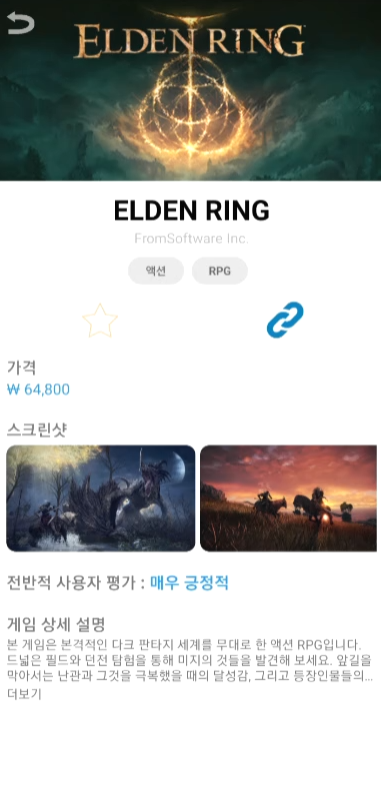 ELDEN RING
ELDEN RING
FromSoftware Inc.
액션
RPG
가격
₩ 64,800
스크린샷
전반적 사용자 평가 : 매우 긍정적
게임 상세 설명
본 게임은 본격적인 다크 판타지 세계를 무대로 한 액션 RPG입니다.
드넓은 필드와 던전 탐험을 통해 미지의 것들을 발견해 보세요. 앞길을
막아서는 난관과 그것을 극복했을 때의 달성감, 그리고 등장인물들의...
더보기